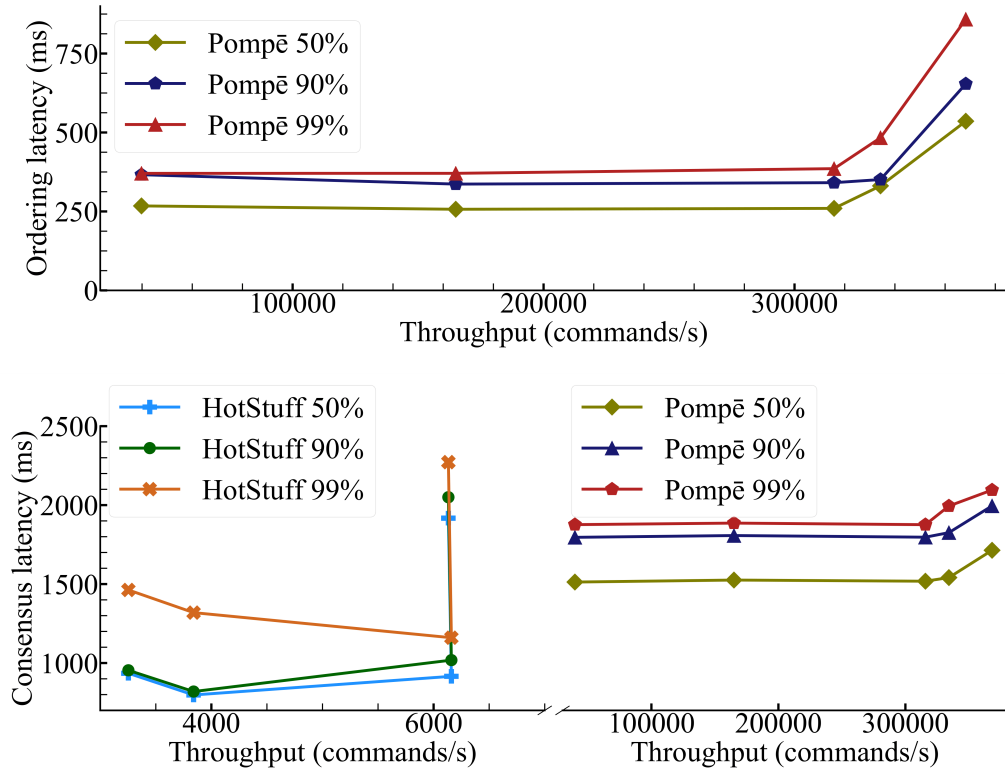 Ordering latency (ms)
750
500
250
0
Pompē 50%
Pompē 90%
Pompē 99%
100000
200000
300000
Throughput (commands/s)
Consensus latency (ms)
2500
2000
1500
1000
HotStuff 50%
HotStuff 90%
HotStuff 99%
4000
6000
Throughput (commands/s)
Pompē 50%
Pompē 90%
Pompē 99%
100000
200000
300000
Throughput (commands/s)